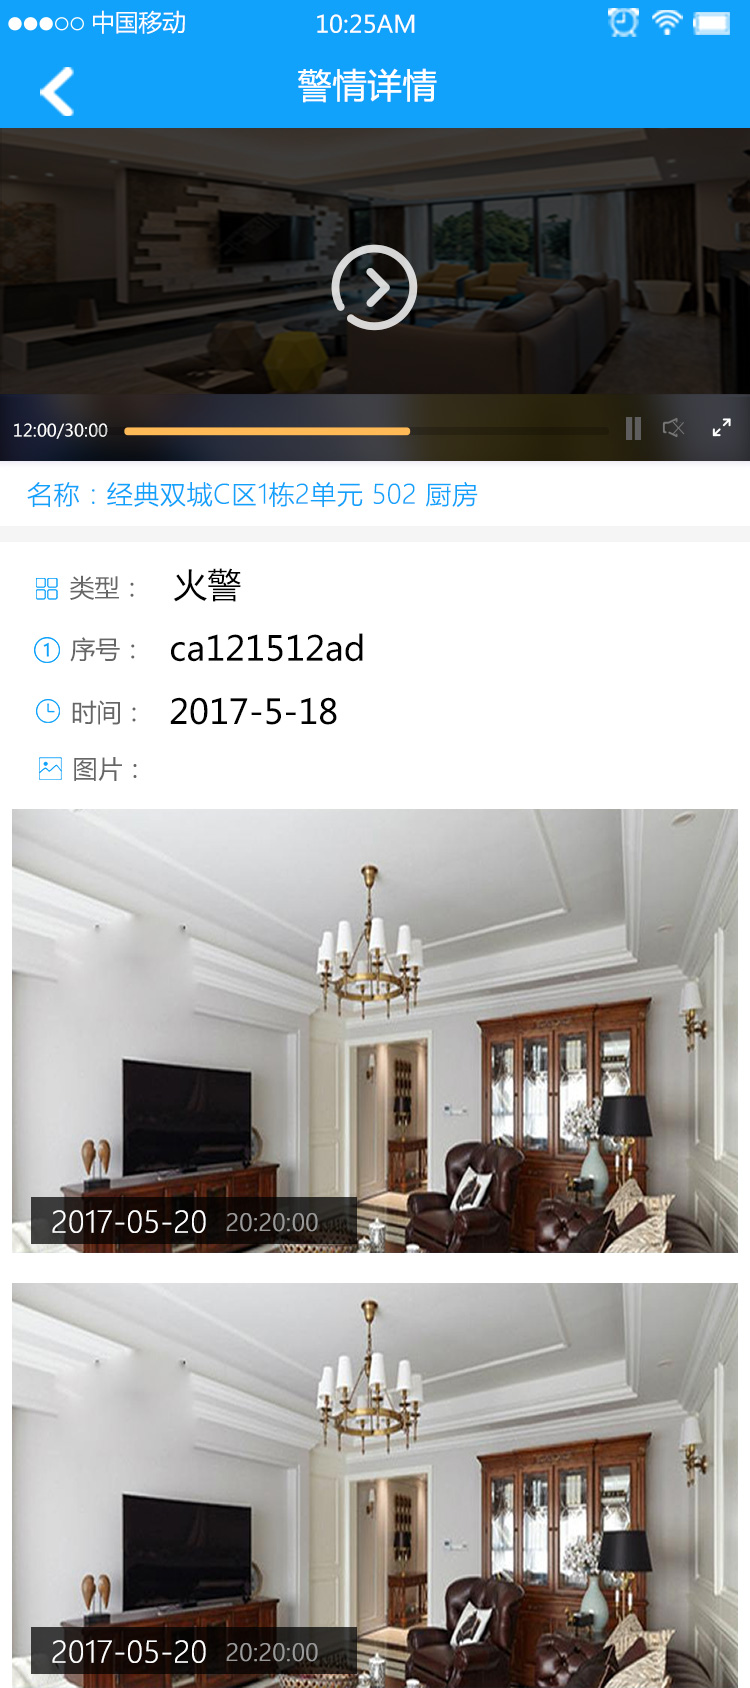 中国移动 10:25AM
警情详情
12:00/30:00
名称：经典双城C区1栋2单元 502 厨房
类型： 火警
① 序号： ca121512ad
时间： 2017-5-18
图片：
2017-05-20 20:20:00
2017-05-20 20:20:00